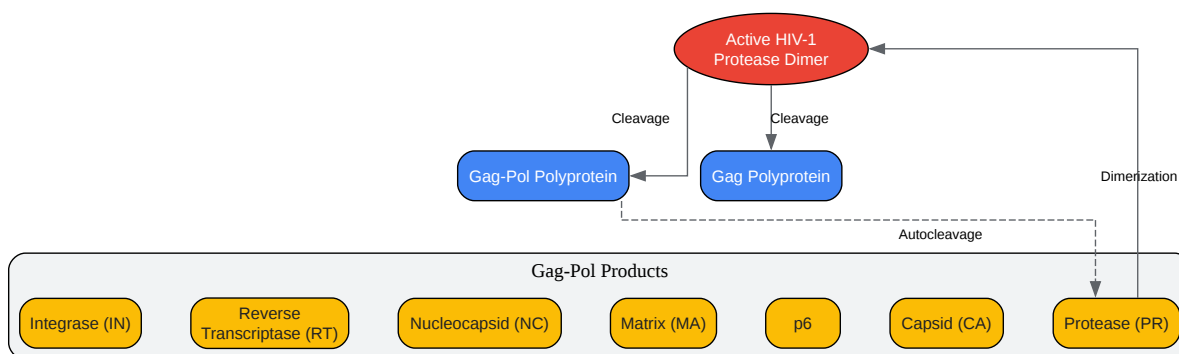 Active HIV-1
Protease Dimer
Cleavage
Cleavage
Gag-Pol Polyprotein
Gag Polyprotein
Dimerization
Autocleavage
Gag-Pol Products
Integrase (IN)
Reverse
Transcriptase (RT)
Nucleocapsid (NC)
Matrix (MA)
p6
Capsid (CA)
Protease (PR)